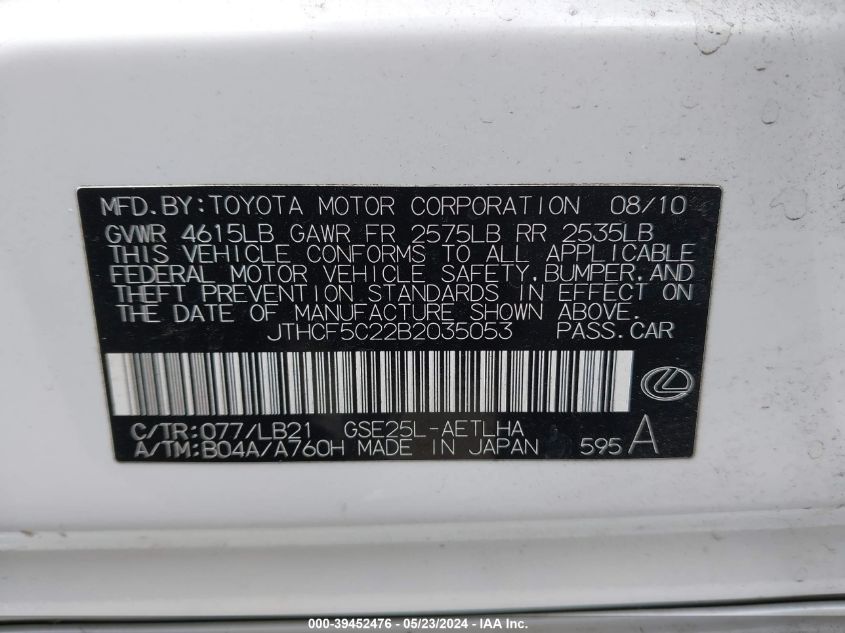 MFD.BY:TOYOTA MOTOR CORPORATION 08/10
GVWR 4615LB GAWR FR 2575LB RR 2535LB
THIS VEHICLE CONFORMS TO ALL APPLICABLE
FEDERAL MOTOR VEHICLE SAFETY,BUMPER,AND
THEFT PREVENTION STANDARDS IN EFFECT ON
THE DATE OF MANUFACTURE SHOWN ABOVE.
JTHCF5C22B2035053 PASS.CAR
C/TR:077/LB21 GSE25L-AETLHA
A/TM:B04A/A760H MADE IN JAPAN 595 A
000-39452476 - 05/23/2024 - IAA Inc.